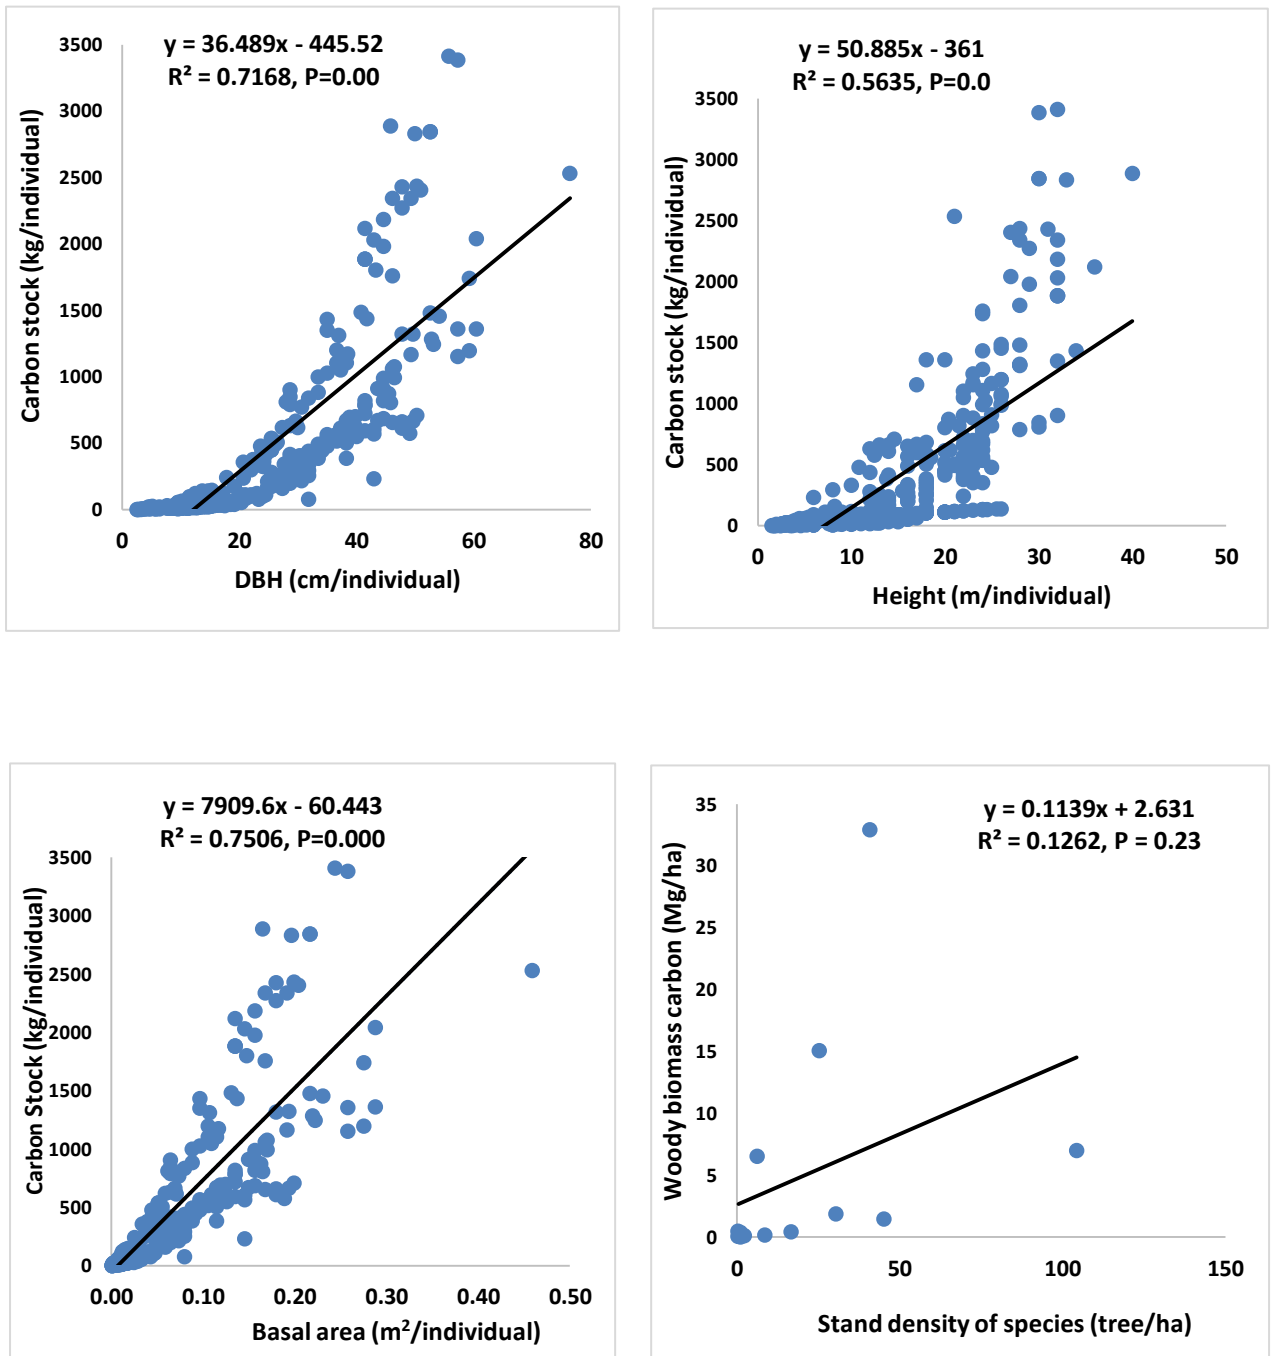 y = 36.489x - 445.52
R² = 0.7168, P=0.00
Carbon stock (kg/individual)
3500
3000
2500
2000
1500
1000
500
0
0 20 40 60 80
DBH (cm/individual)
y = 50.885x - 361
R² = 0.5635, P=0.0
Carbon stock (kg/individual)
3500
3000
2500
2000
1500
1000
500
0
0 10 20 30 40 50
Height (m/individual)
y = 7909.6x - 60.443
R² = 0.7506, P=0.000
Carbon Stock (kg/individual)
3500
3000
2500
2000
1500
1000
500
0
0.00 0.10 0.20 0.30 0.40 0.50
Basal area (m²/individual)
y = 0.1139x + 2.631
R² = 0.1262, P = 0.23
Woody biomass carbon (Mg/ha)
35
30
25
20
15
10
5
0
0 50 100 150
Stand density of species (tree/ha)